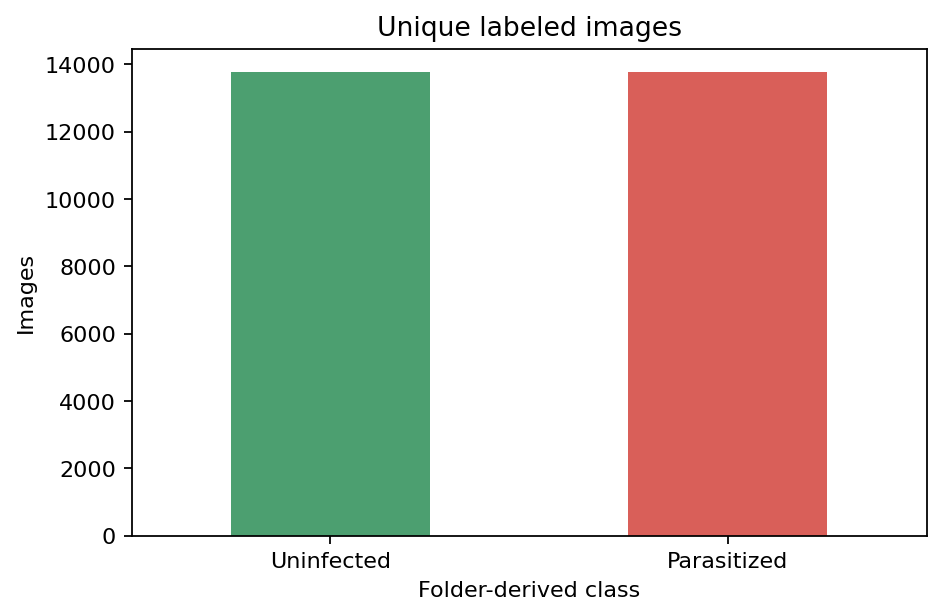 Unique labeled images
14000
12000
10000
8000
6000
4000
2000
0
Images
Uninfected
Parasitized
Folder-derived class